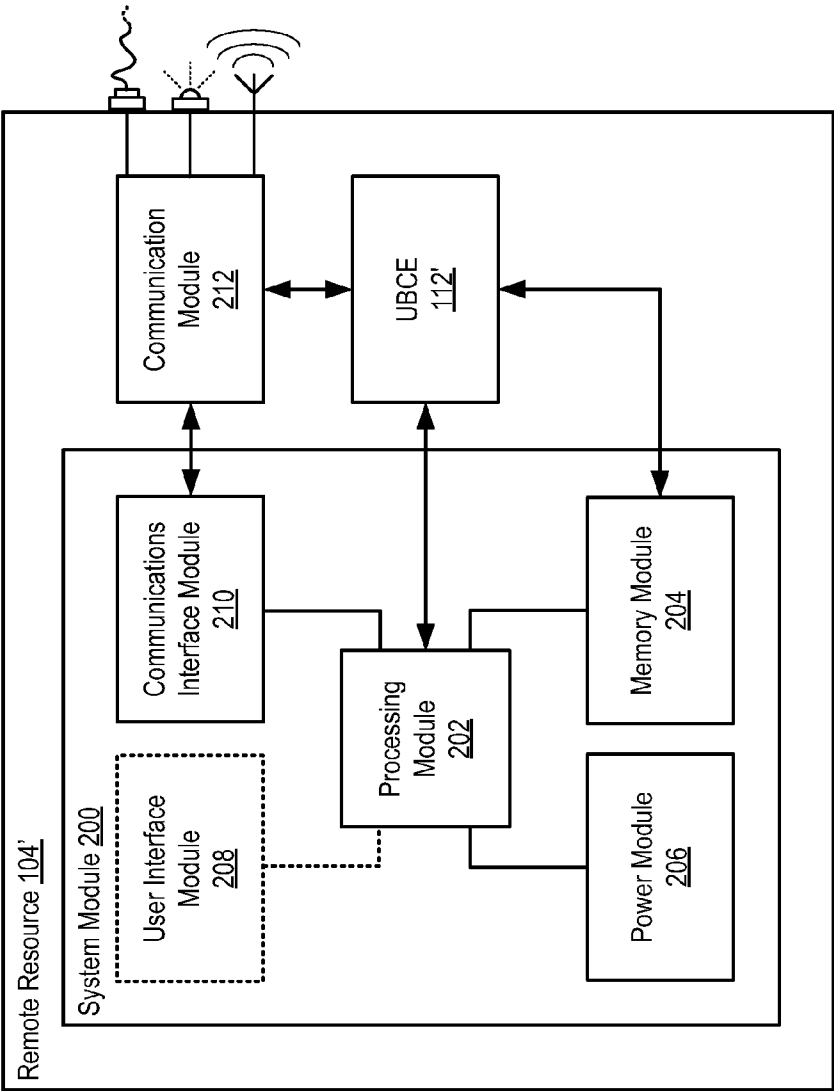 Remote Resource 104'
System Module 200
User Interface
Module
208
Communications
Interface Module
210
Communication
Module
212
Processing
Module
202
UBCE
112'
Power Module
206
Memory Module
204